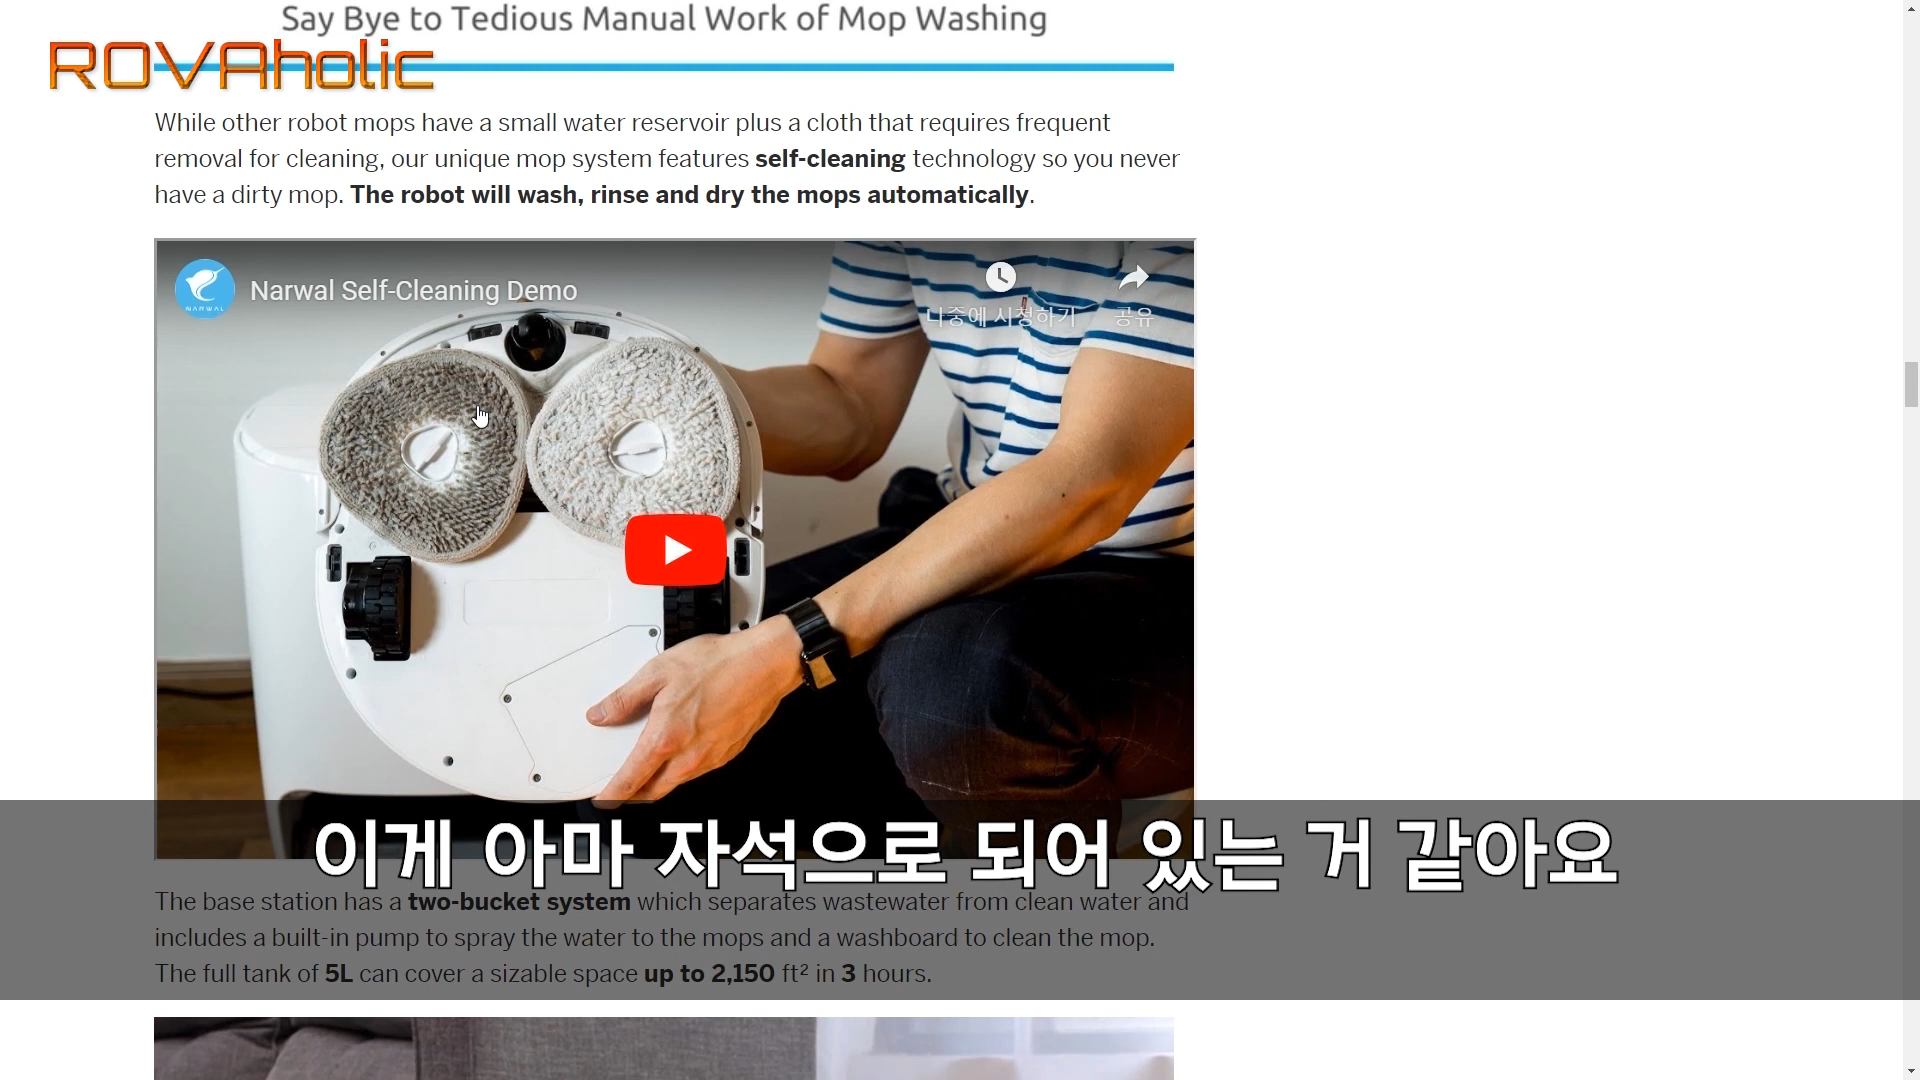 Say Bye to Tedious Manual Work of Mop Washing
ROVAholic
While other robot mops have a small water reservoir plus a cloth that requires frequent
removal for cleaning, our unique mop system features self-cleaning technology so you never
have a dirty mop. The robot will wash, rinse and dry the mops automatically.
NARWAL
Narwal Self-Cleaning Demo
나중에 시청하기
공유
이게 아마 자석으로 되어 있는 거 같아요
The base station has a two-bucket system which separates wastewater from clean water and
includes a built-in pump to spray the water to the mops and a washboard to clean the mop.
The full tank of 5L can cover a sizable space up to 2,150 ft² in 3 hours.